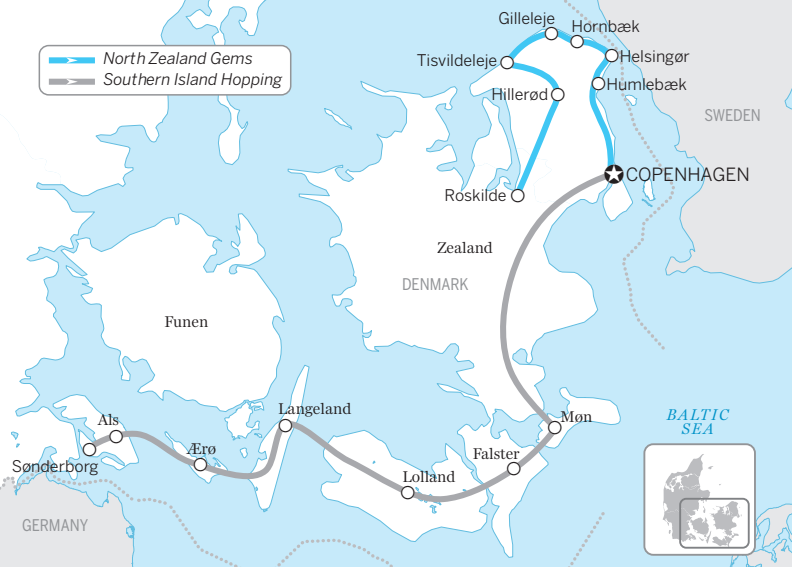 Gilleleje
Hornbæk
North Zealand Gems
Southern Island Hopping
Tisvildeleje
Helsingør
Hillerød
Humlebæk
SWEDEN
COPENHAGEN
Roskilde
Zealand
DENMARK
Funen
Langeland
Møn
BALTIC
SEA
Als
Ærø
Falster
Sønderborg
Lolland
GERMANY